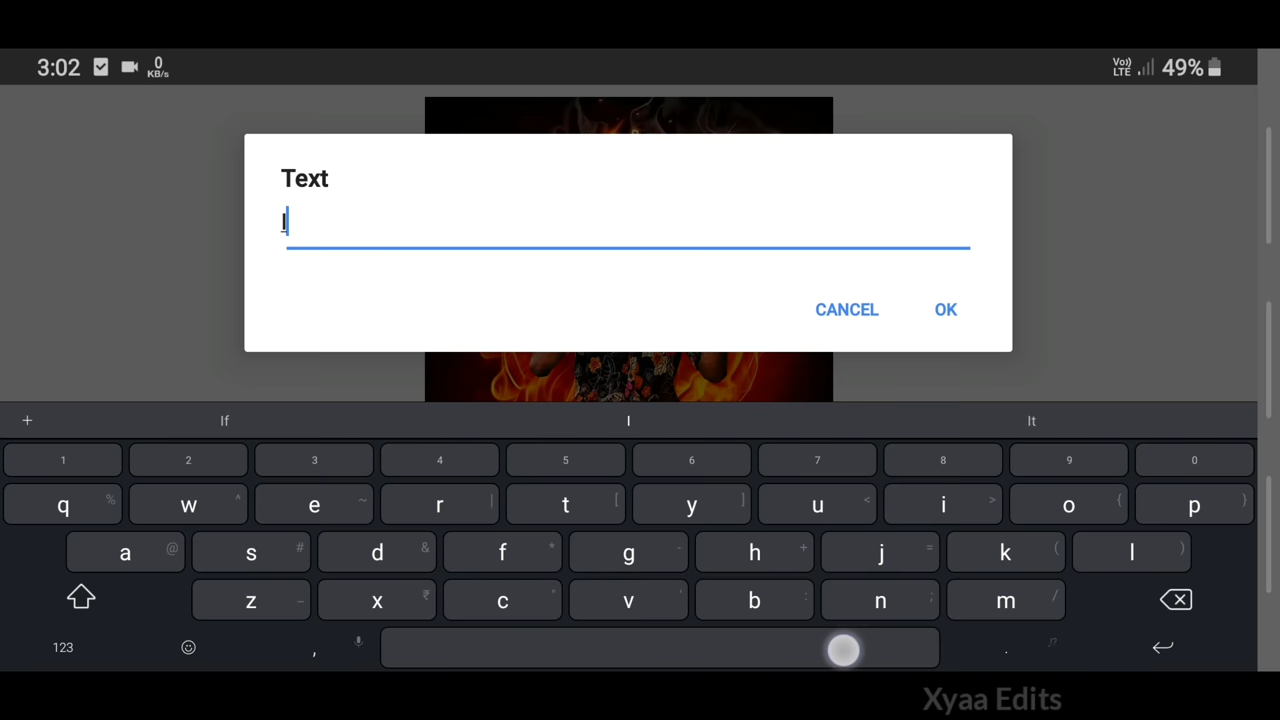 3:02 0 KB/s Vo)) LTE 49%
Text
I
CANCEL OK
+ If I It
1 2 3 4 5 6 7 8 9 0
q % w ^ e ~ r | t [ y ] u < i > o { p }
a @ s # d & f * g - h + j = k ( l )
z _ x ₹ c " v ' b : n ; m /
123 , . !?
Xyaa Edits